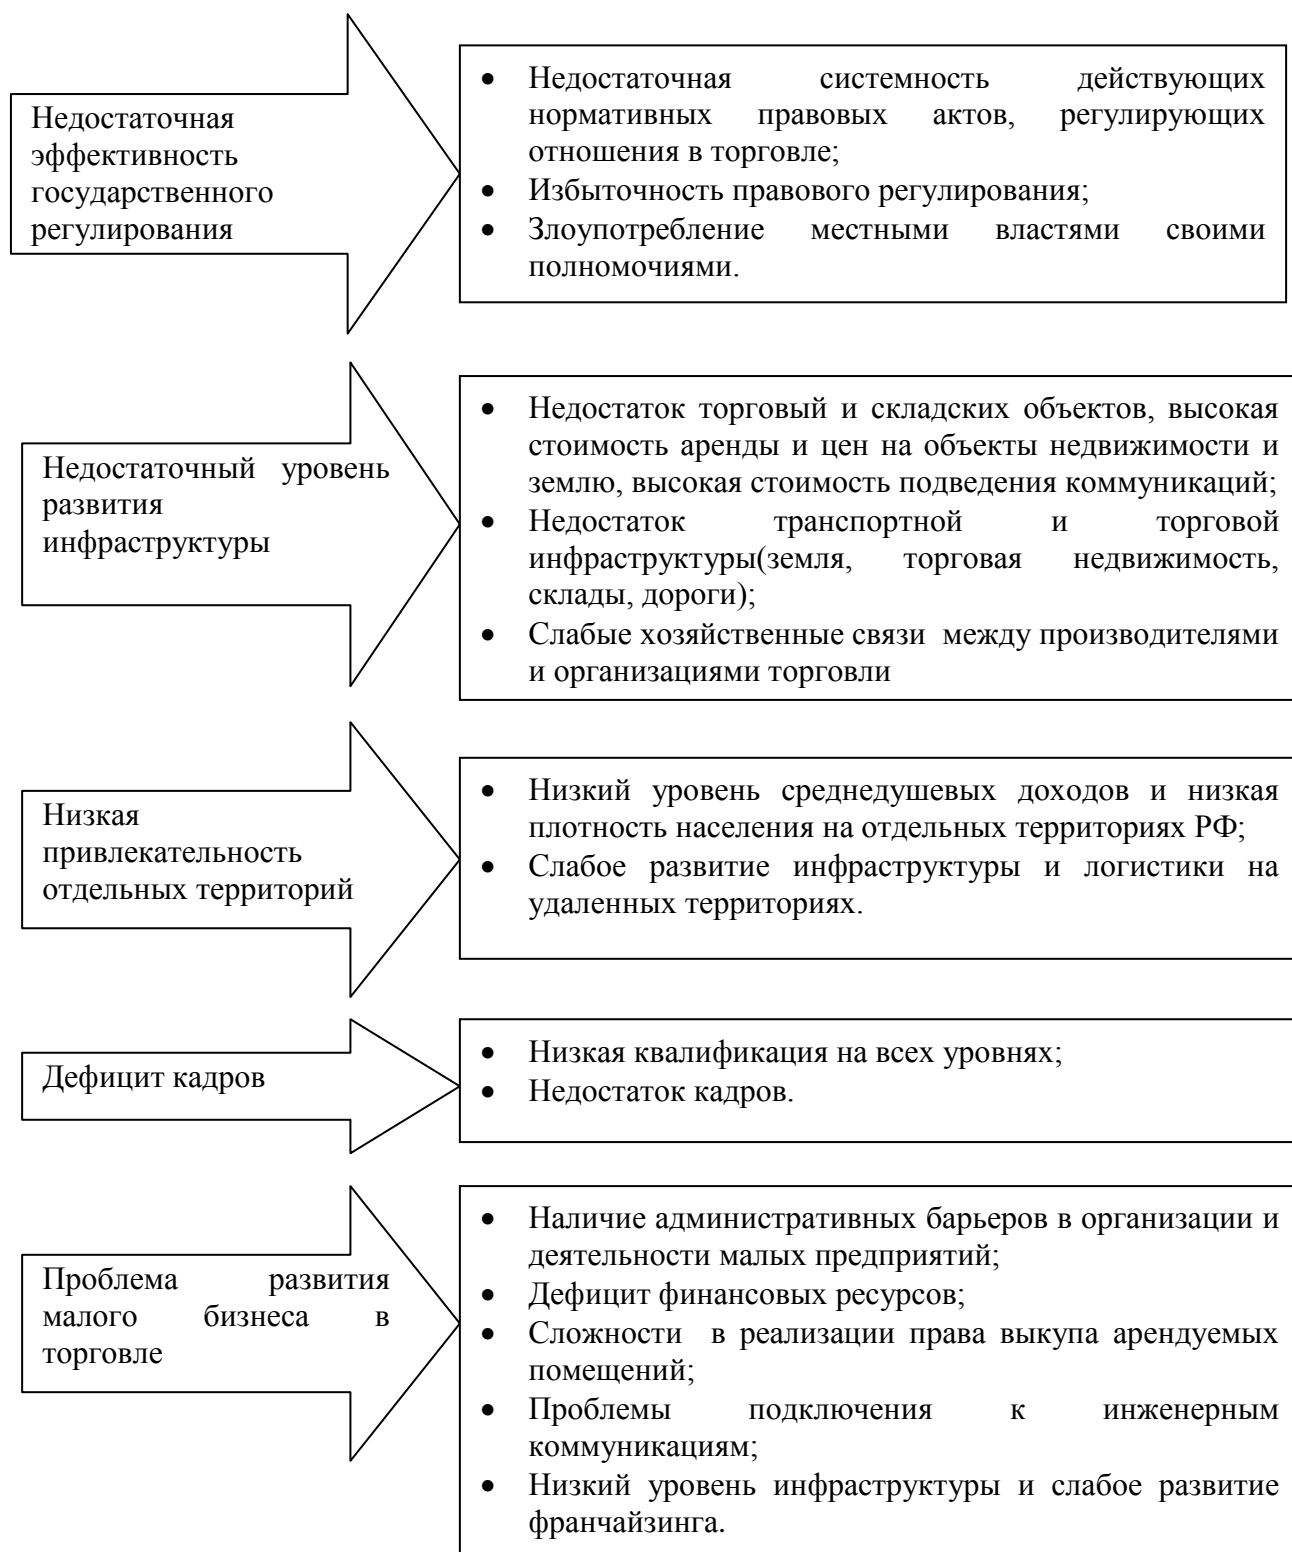 Недостаточная
эффективность
государственного
регулирования
• Недостаточная системность действующих
нормативных правовых актов, регулирующих
отношения в торговле;
• Избыточность правового регулирования;
• Злоупотребление местными властями своими
полномочиями.
Недостаточный уровень
развития
инфраструктуры
• Недостаток торговый и складских объектов, высокая
стоимость аренды и цен на объекты недвижимости и
землю, высокая стоимость подведения коммуникаций;
• Недостаток транспортной и торговой
инфраструктуры(земля, торговая недвижимость,
склады, дороги);
• Слабые хозяйственные связи между производителями
и организациями торговли
Низкая
привлекательность
отдельных территорий
• Низкий уровень среднедушевых доходов и низкая
плотность населения на отдельных территориях РФ;
• Слабое развитие инфраструктуры и логистики на
удаленных территориях.
Дефицит кадров
• Низкая квалификация на всех уровнях;
• Недостаток кадров.
Проблема развития
малого бизнеса в
торговле
• Наличие административных барьеров в организации и
деятельности малых предприятий;
• Дефицит финансовых ресурсов;
• Сложности в реализации права выкупа арендуемых
помещений;
• Проблемы подключения к инженерным
коммуникациям;
• Низкий уровень инфраструктуры и слабое развитие
франчайзинга.